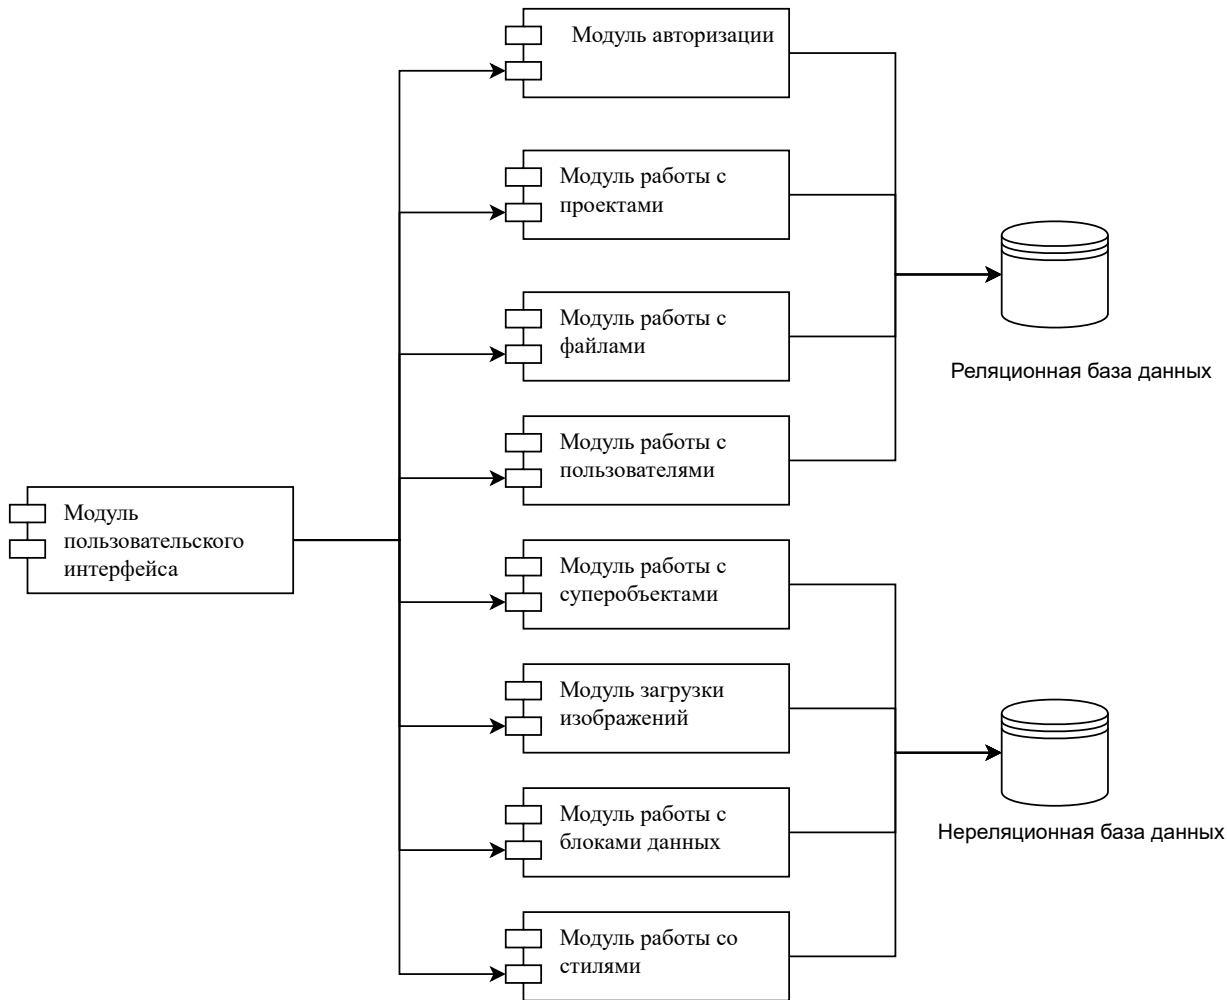 Модуль авторизации
Модуль работы с
проектами
Модуль работы с
файлами
Реляционная база данных
Модуль работы с
пользователями
Модуль
пользовательского
интерфейса
Модуль работы с
суперобъектами
Модуль загрузки
изображений
Модуль работы с
блоками данных
Нереляционная база данных
Модуль работы со
стилями